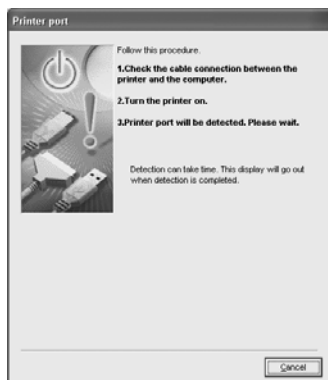 Printer port
Follow this procedure.
1.Check the cable connection between the
printer and the computer.
2.Turn the printer on.
3.Printer port will be detected. Please wait.
Detection can take time. This display will go out
when detection is completed.
Cancel